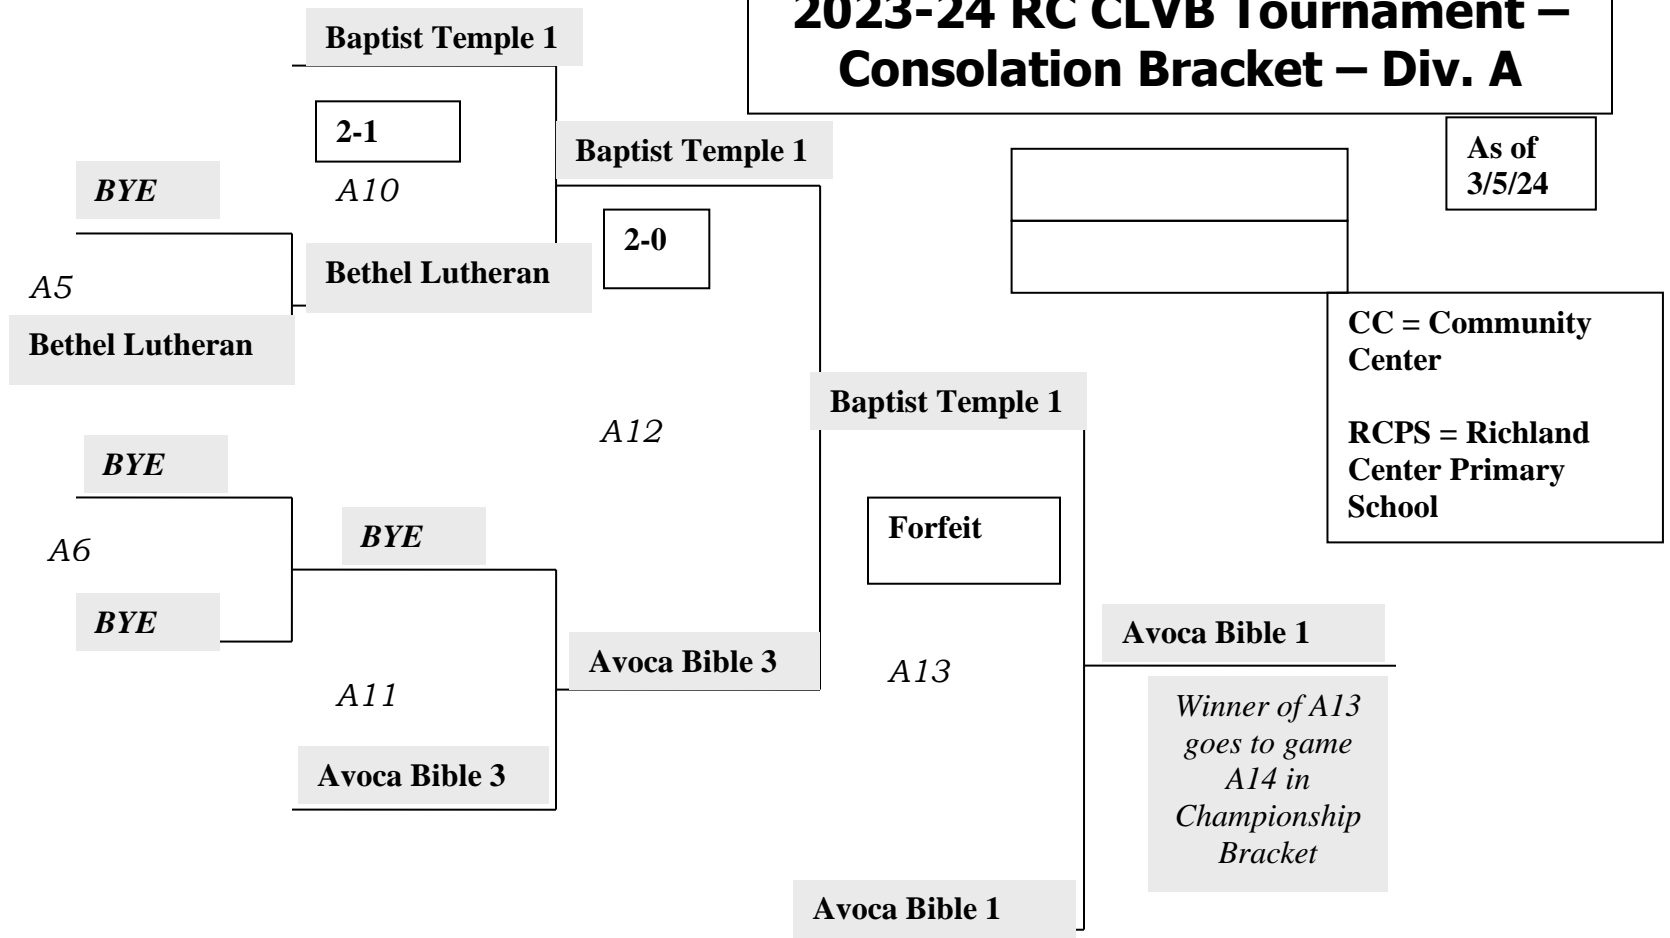 2023-24 RC CLVB Tournament –
Consolation Bracket – Div. A
As of
3/5/24
CC = Community
Center
RCPS = Richland
Center Primary
School
Baptist Temple 1
2-1
A10
BYE
A5
Bethel Lutheran
Bethel Lutheran
Baptist Temple 1
2-0
A12
BYE
A6
BYE
BYE
A11
Avoca Bible 3
Avoca Bible 3
Baptist Temple 1
Forfeit
A13
Avoca Bible 1
Avoca Bible 1
Winner of A13
goes to game
A14 in
Championship
Bracket